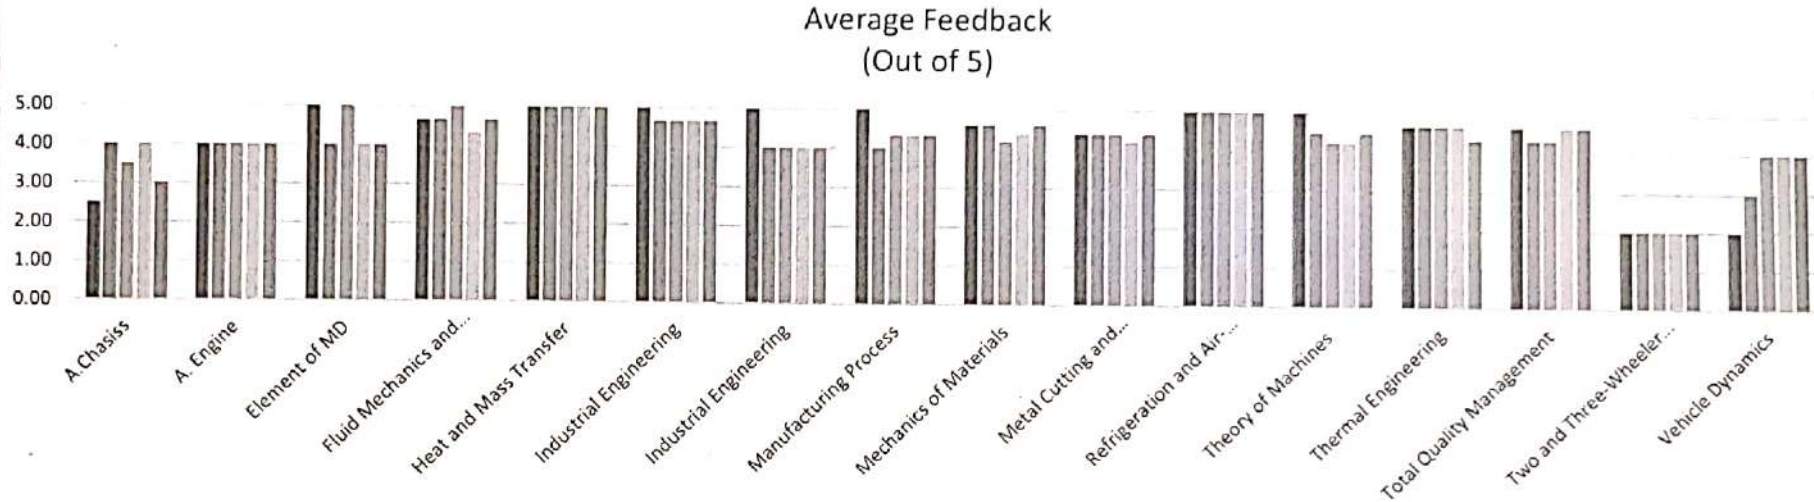 Average Feedback
(Out of 5)
5.00
4.00
3.00
2.00
1.00
0.00
A.Chasiss
A. Engine
Element of MD
Fluid Mechanics and...
Heat and Mass Transfer
Industrial Engineering
Industrial Engineering
Manufacturing Process
Mechanics of Materials
Metal Cutting and...
Refrigeration and Air-...
Theory of Machines
Thermal Engineering
Total Quality Management
Two and Three-Wheeler...
Vehicle Dynamics